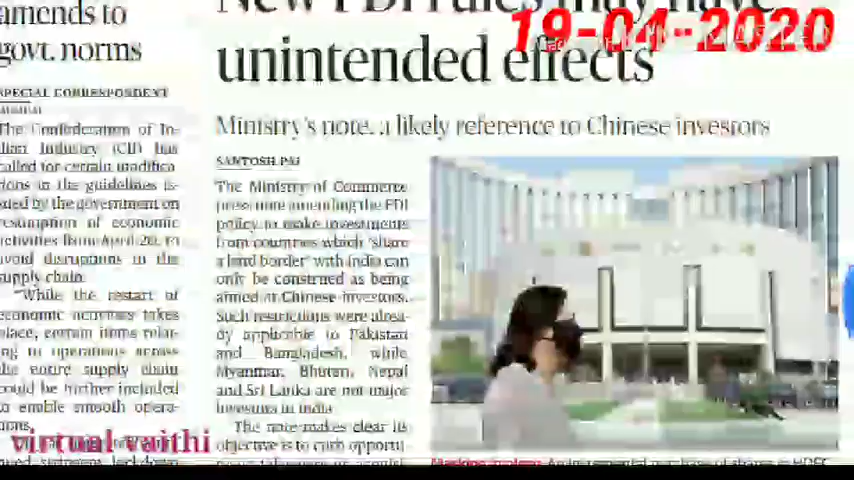 amends to
govt. norms
SPECIAL CORRESPONDENT
The Confederation of In-
dian Industry (CII) has
called for certain modifica-
tions in the guidelines is-
sued by the government on
resumption of economic
activities from April 20, to
avoid disruptions in the
supply chain.
"While the restart of
economic activities takes
place, certain items relat-
ing to operations across
the entire supply chain
could be further included
to enable smooth opera-
tions,
virtual vaithi
New FDI rules may have
unintended effects
19-04-2020
Ministry's note, a likely reference to Chinese investors
SANTOSH PAI
The Ministry of Commerce
press note amending the FDI
policy to make investments
from countries which 'share
a land border' with India can
only be construed as being
aimed at Chinese investors.
Such restrictions were alrea-
dy applicable to Pakistan
and Bangladesh, while
Myanmar, Bhutan, Nepal
and Sri Lanka are not major
investors in India.
The note makes clear its
objective is to curb opportu-